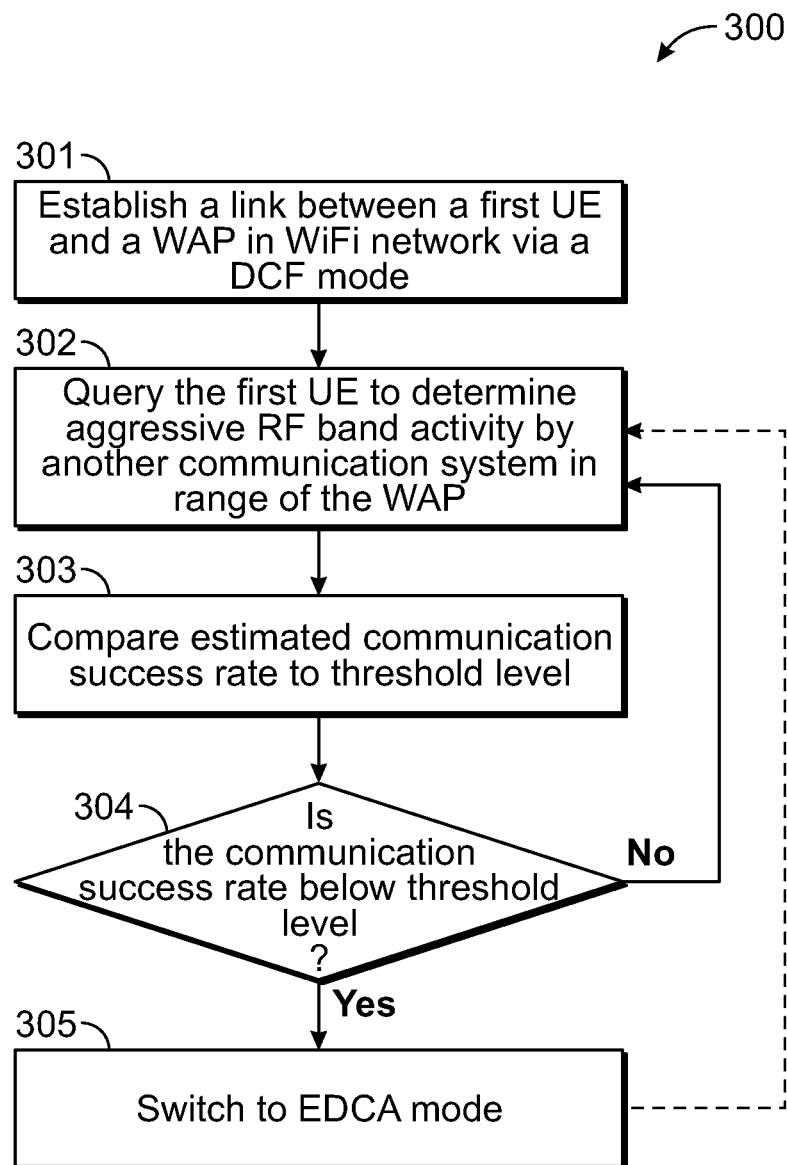 300
301
Establish a link between a first UE
and a WAP in WiFi network via a
DCF mode
302
Query the first UE to determine
aggressive RF band activity by
another communication system in
range of the WAP
303
Compare estimated communication
success rate to threshold level
304
Is
the communication
success rate below threshold
level
?
No
Yes
305
Switch to EDCA mode